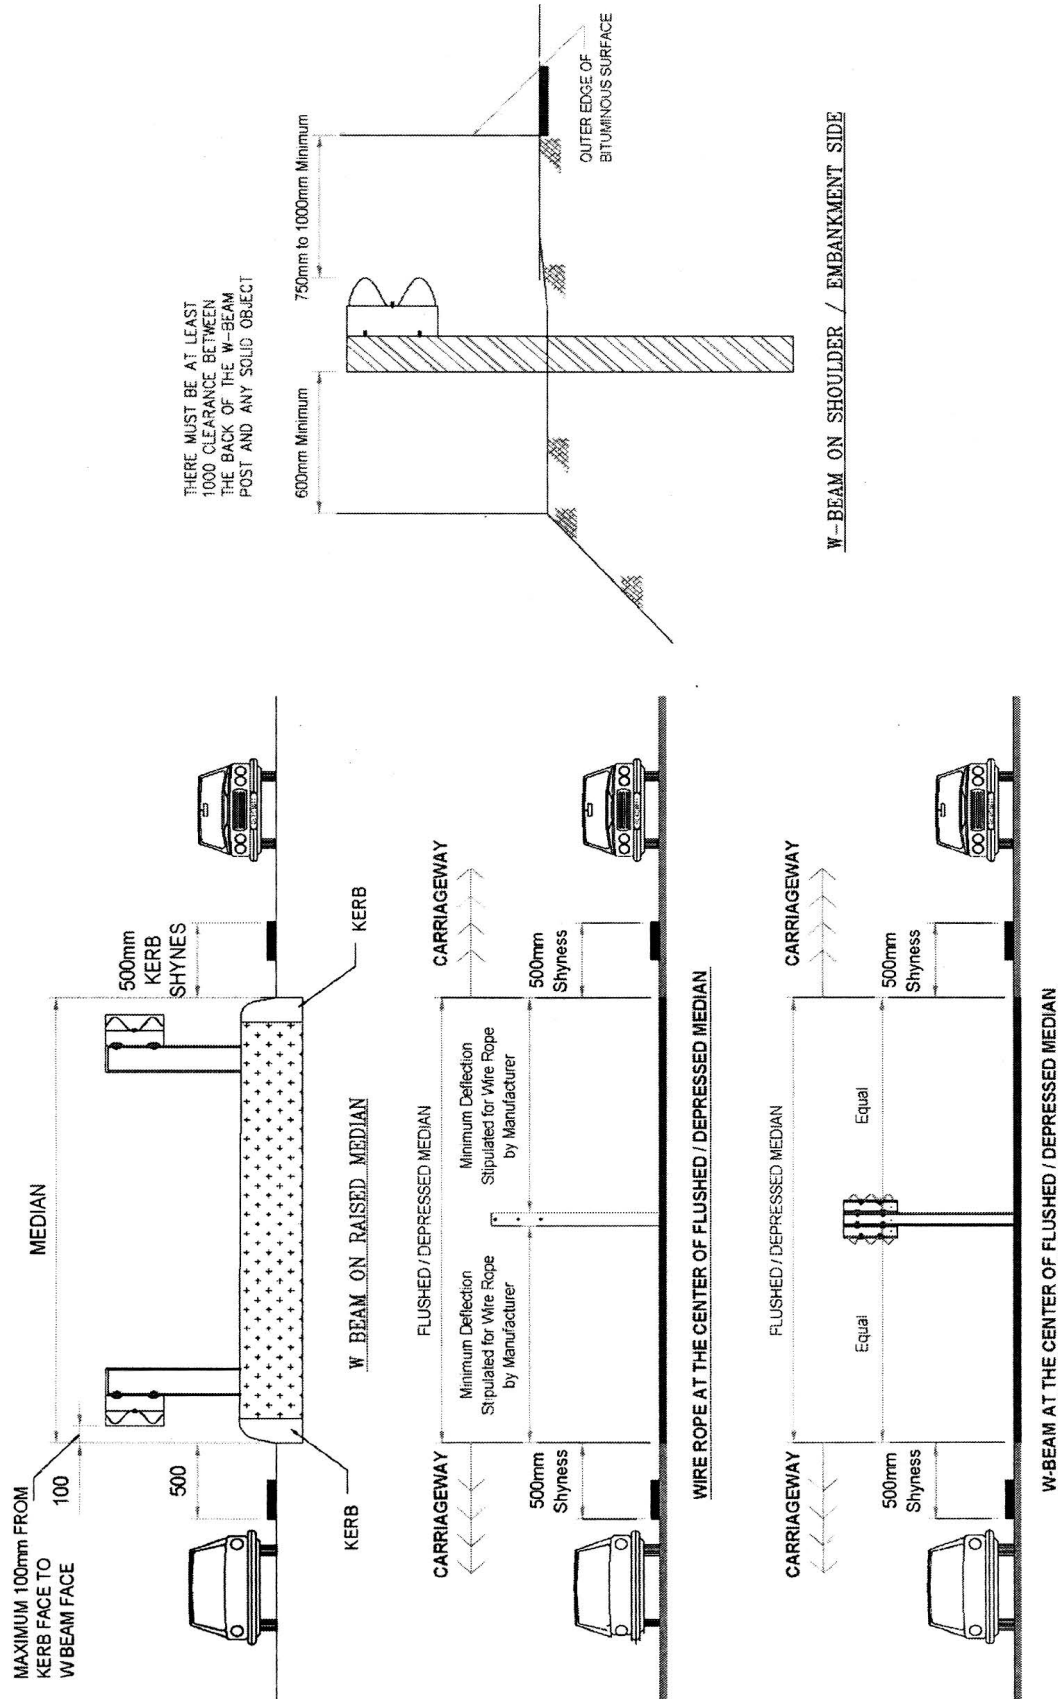 MAXIMUM 100mm FROM
KERB FACE TO
W BEAM FACE
100
MEDIAN
500mm
KERB
SHYNES
500
KERB
KERB
W BEAM ON RAISED MEDIAN
FLUSHED / DEPRESSED MEDIAN
CARRIAGEWAY
CARRIAGEWAY
Minimum Deflection
Stipulated for Wire Rope
by Manufacturer
Minimum Deflection
Stipulated for Wire Rope
by Manufacturer
500mm
Shyness
500mm
Shyness
WIRE ROPE AT THE CENTER OF FLUSHED / DEPRESSED MEDIAN
FLUSHED / DEPRESSED MEDIAN
CARRIAGEWAY
CARRIAGEWAY
Equal
Equal
500mm
Shyness
500mm
Shyness
W-BEAM AT THE CENTER OF FLUSHED / DEPRESSED MEDIAN
THERE MUST BE AT LEAST
1000 CLEARANCE BETWEEN
THE BACK OF THE W-BEAM
POST AND ANY SOLID OBJECT
600mm Minimum
750mm to 1000mm Minimum
OUTER EDGE OF
BITUMINOUS SURFACE
W-BEAM ON SHOULDER / EMBANKMENT SIDE